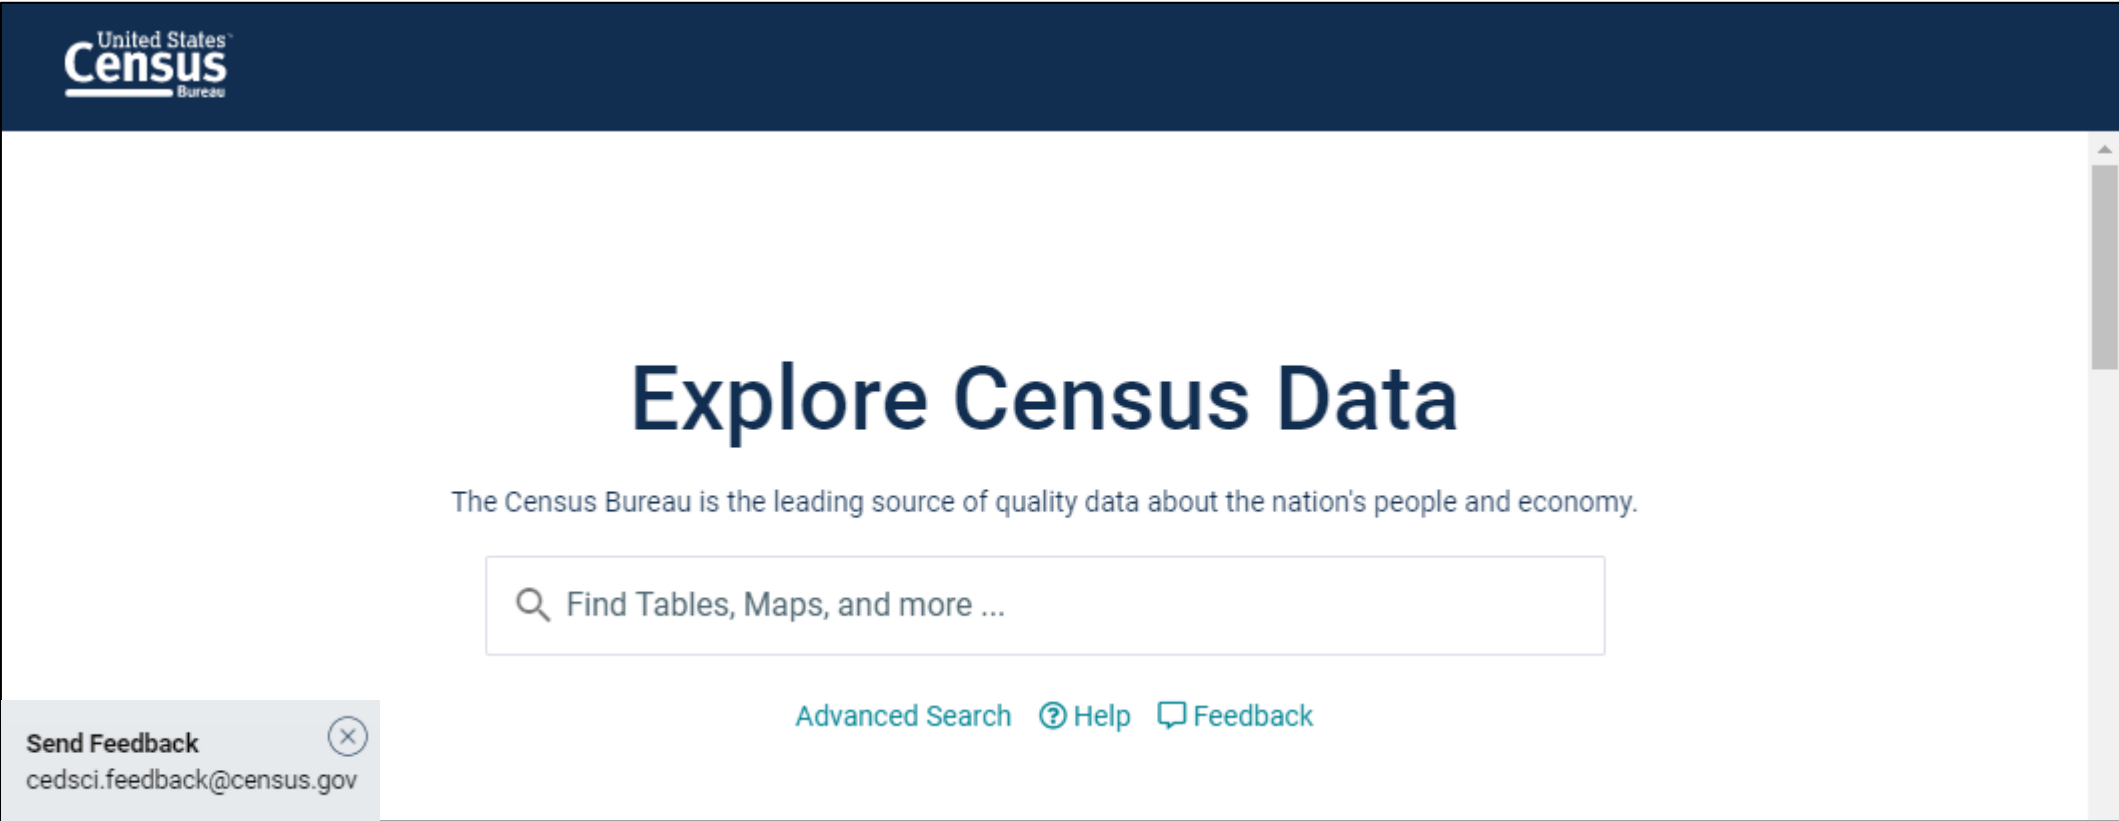 United States™
Census
Bureau
Explore Census Data
The Census Bureau is the leading source of quality data about the nation's people and economy.
Find Tables, Maps, and more ...
Advanced Search Help Feedback
Send Feedback
cedsci.feedback@census.gov